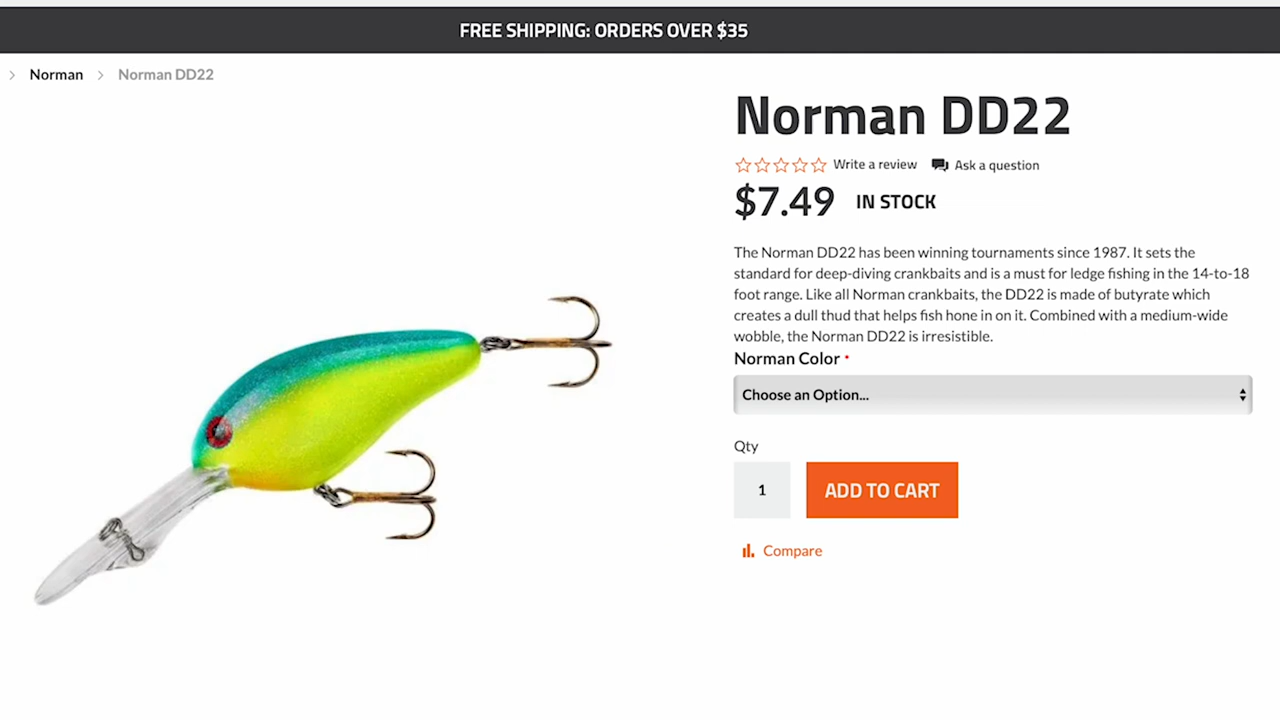 FREE SHIPPING: ORDERS OVER $35
Norman
Norman DD22
Norman DD22
Write a review
Ask a question
$7.49 IN STOCK
The Norman DD22 has been winning tournaments since 1987. It sets the
standard for deep-diving crankbaits and is a must for ledge fishing in the 14-to-18
foot range. Like all Norman crankbaits, the DD22 is made of butyrate which
creates a dull thud that helps fish hone in on it. Combined with a medium-wide
wobble, the Norman DD22 is irresistible.
Norman Color *
Choose an Option...
Qty
1
ADD TO CART
Compare